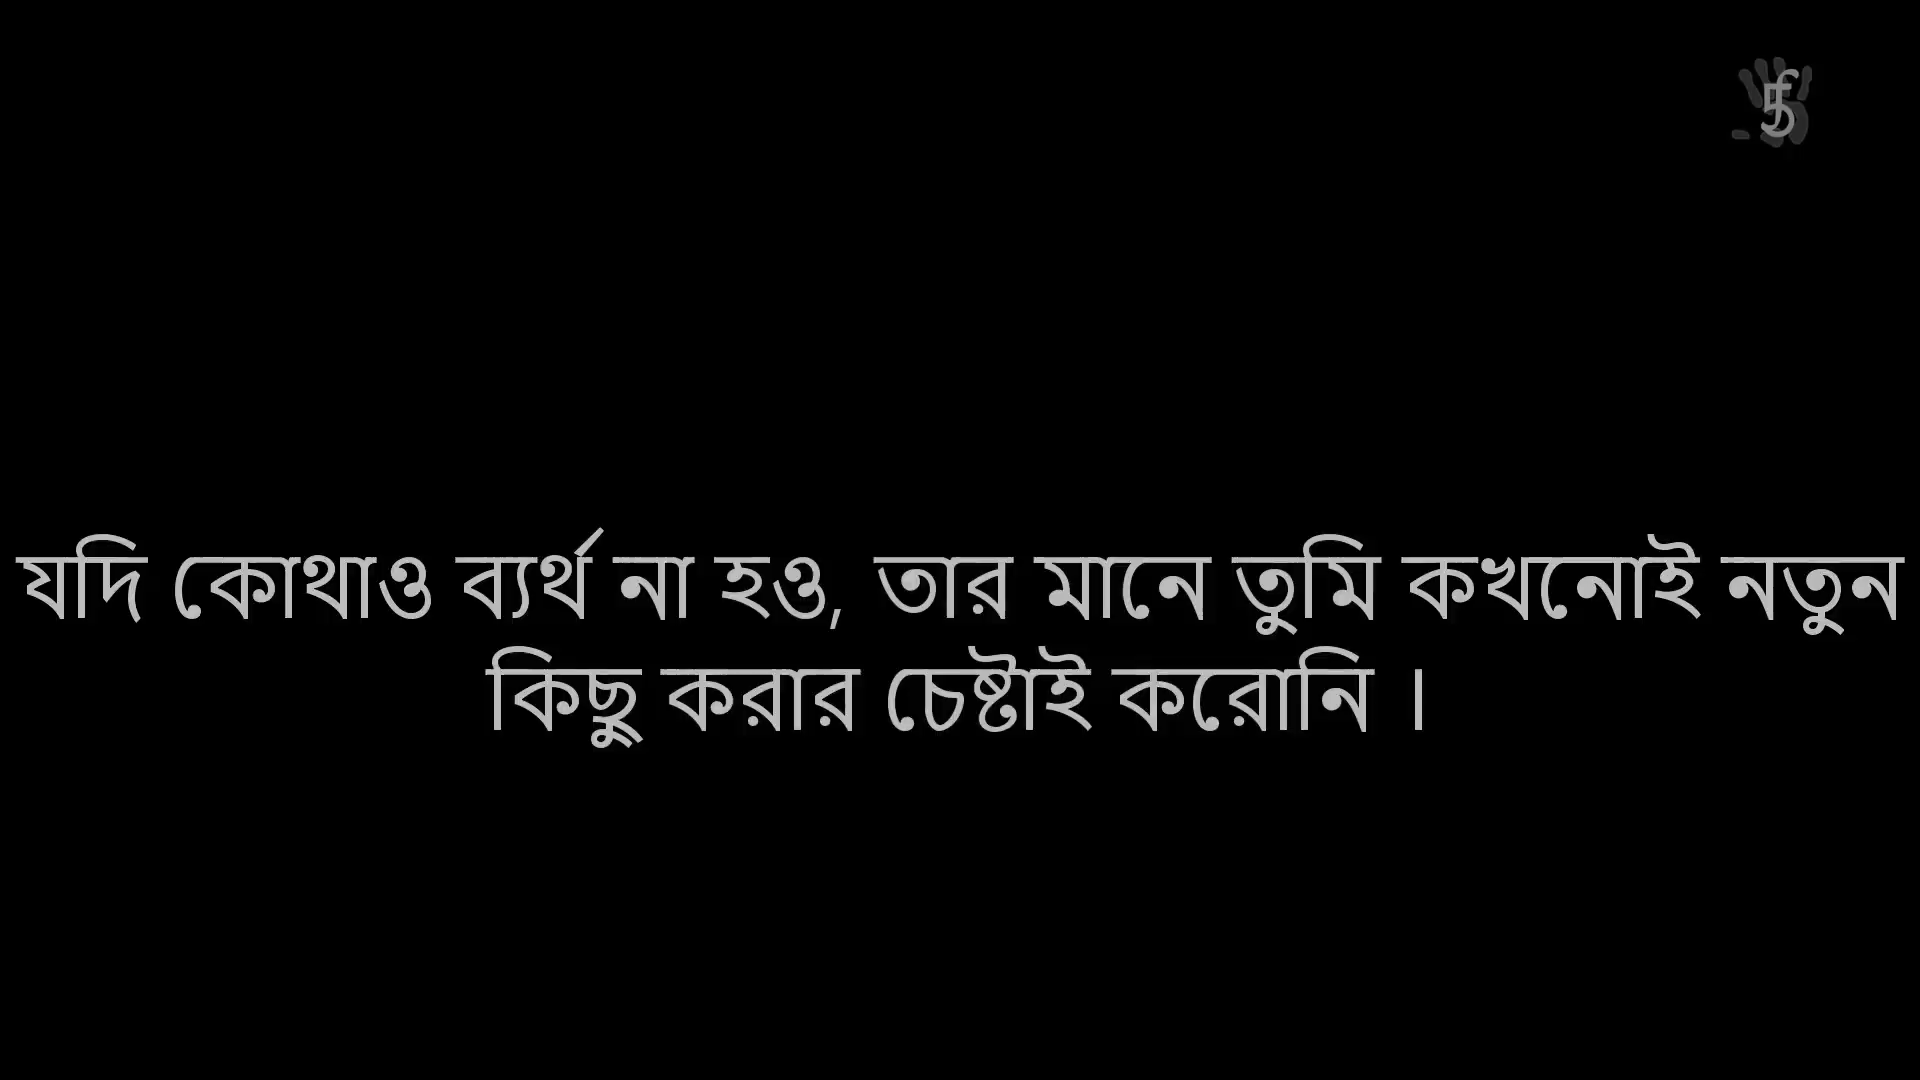 যদি কোথাও ব্যর্থ না হও, তার মানে তুমি কখনোই নতুন
কিছু করার চেষ্টাই করোনি ।